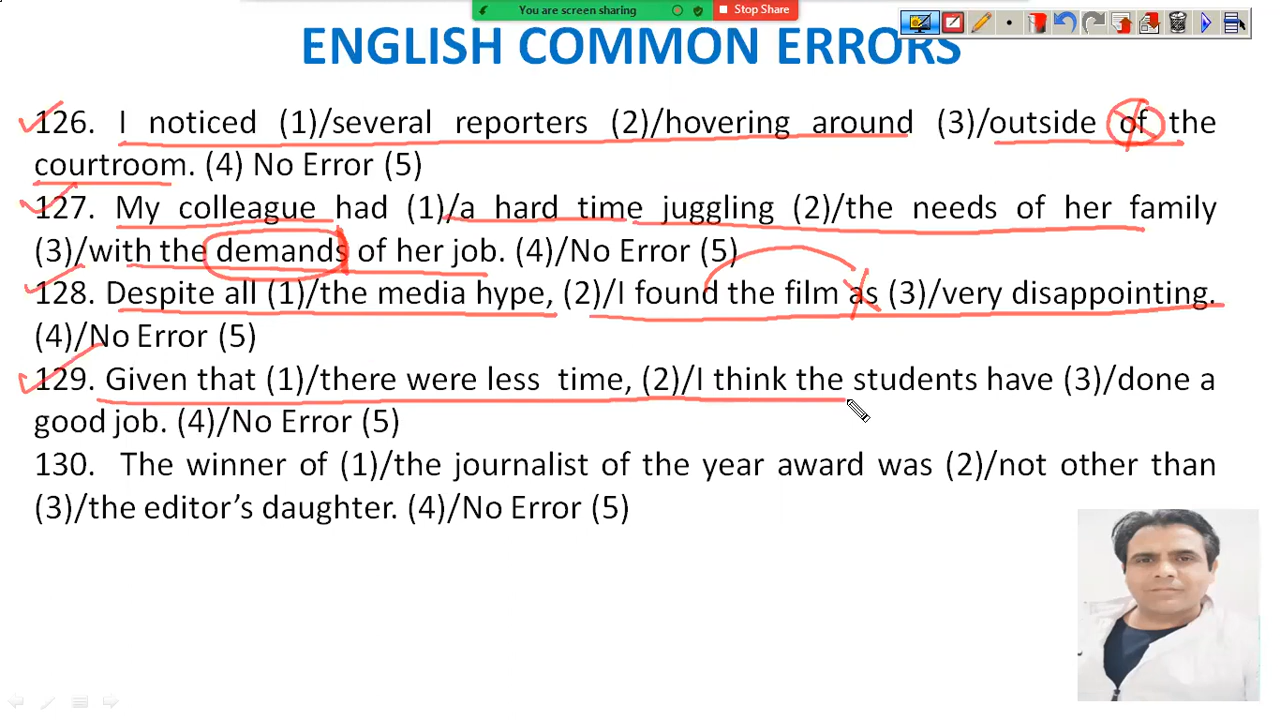 You are screen sharing
Stop Share
ENGLISH COMMON ERRORS
126. I noticed (1)/several reporters (2)/hovering around (3)/outside of the
courtroom. (4) No Error (5)
127. My colleague had (1)/a hard time juggling (2)/the needs of her family
(3)/with the demands of her job. (4)/No Error (5)
128. Despite all (1)/the media hype, (2)/I found the film as (3)/very disappointing.
(4)/No Error (5)
129. Given that (1)/there were less time, (2)/I think the students have (3)/done a
good job. (4)/No Error (5)
130. The winner of (1)/the journalist of the year award was (2)/not other than
(3)/the editor’s daughter. (4)/No Error (5)